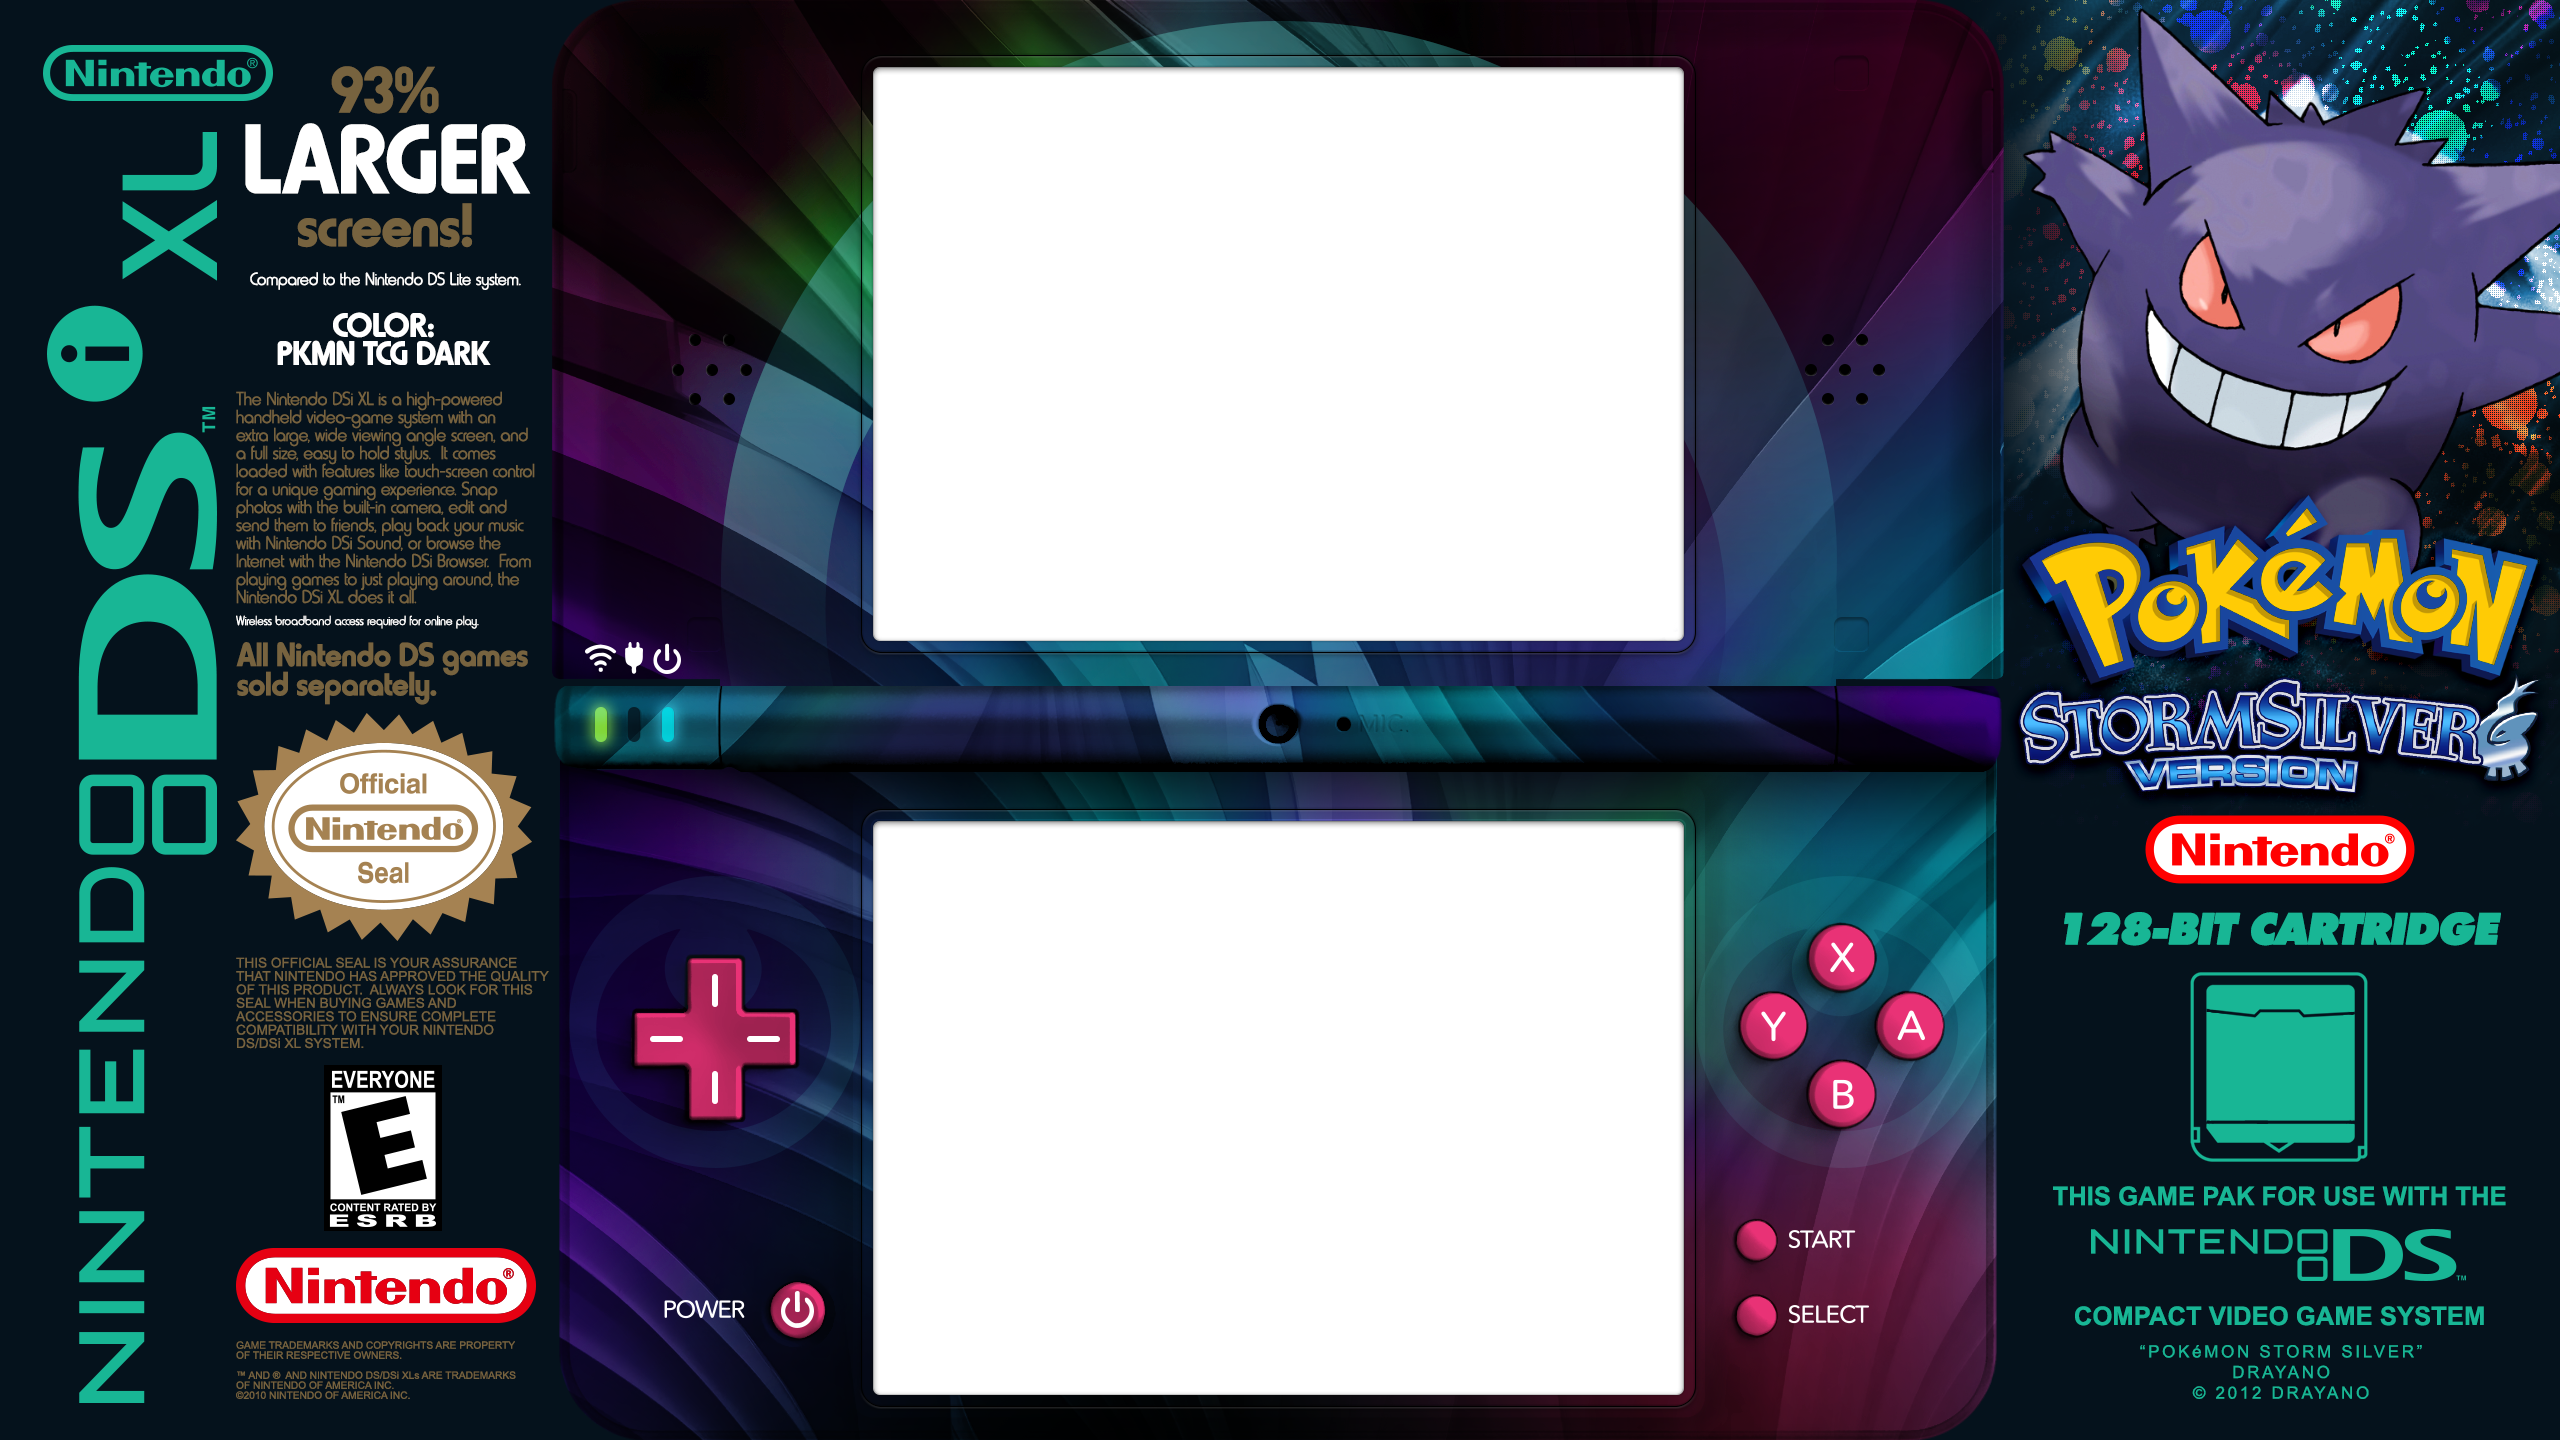 Nintendo®
NINTENDO DS™ i XL
93%
LARGER
screens!
Compared to the Nintendo DS Lite system.
COLOR:
PKMN TCG DARK
The Nintendo DSi XL is a high-powered
handheld video-game system with an
extra large, wide viewing angle screen, and
a full size, easy to hold stylus. It comes
loaded with features like touch-screen control
for a unique gaming experience. Snap
photos with the built-in camera, edit and
send them to friends, play back your music
with Nintendo DSi Sound, or browse the
Internet with the Nintendo DSi Browser. From
playing games to just playing around, the
Nintendo DSi XL does it all.
Wireless broadband access required for online play.
All Nintendo DS games
sold separately.
Official
Nintendo®
Seal
THIS OFFICIAL SEAL IS YOUR ASSURANCE
THAT NINTENDO HAS APPROVED THE QUALITY
OF THIS PRODUCT. ALWAYS LOOK FOR THIS
SEAL WHEN BUYING GAMES AND
ACCESSORIES TO ENSURE COMPLETE
COMPATIBILITY WITH YOUR NINTENDO
DS/DSi XL SYSTEM.
EVERYONE
™
E
CONTENT RATED BY
ESRB
Nintendo®
GAME TRADEMARKS AND COPYRIGHTS ARE PROPERTY
OF THEIR RESPECTIVE OWNERS.
™ AND ® AND NINTENDO DS/DSi XLs ARE TRADEMARKS
OF NINTENDO OF AMERICA INC.
©2010 NINTENDO OF AMERICA INC.
MIC.
X
Y
A
B
START
SELECT
POWER
POKéMON
STORMSILVER
VERSION
Nintendo®
128-BIT CARTRIDGE
THIS GAME PAK FOR USE WITH THE
NINTENDO DS™
COMPACT VIDEO GAME SYSTEM
“POKéMON STORM SILVER”
DRAYANO
© 2012 DRAYANO